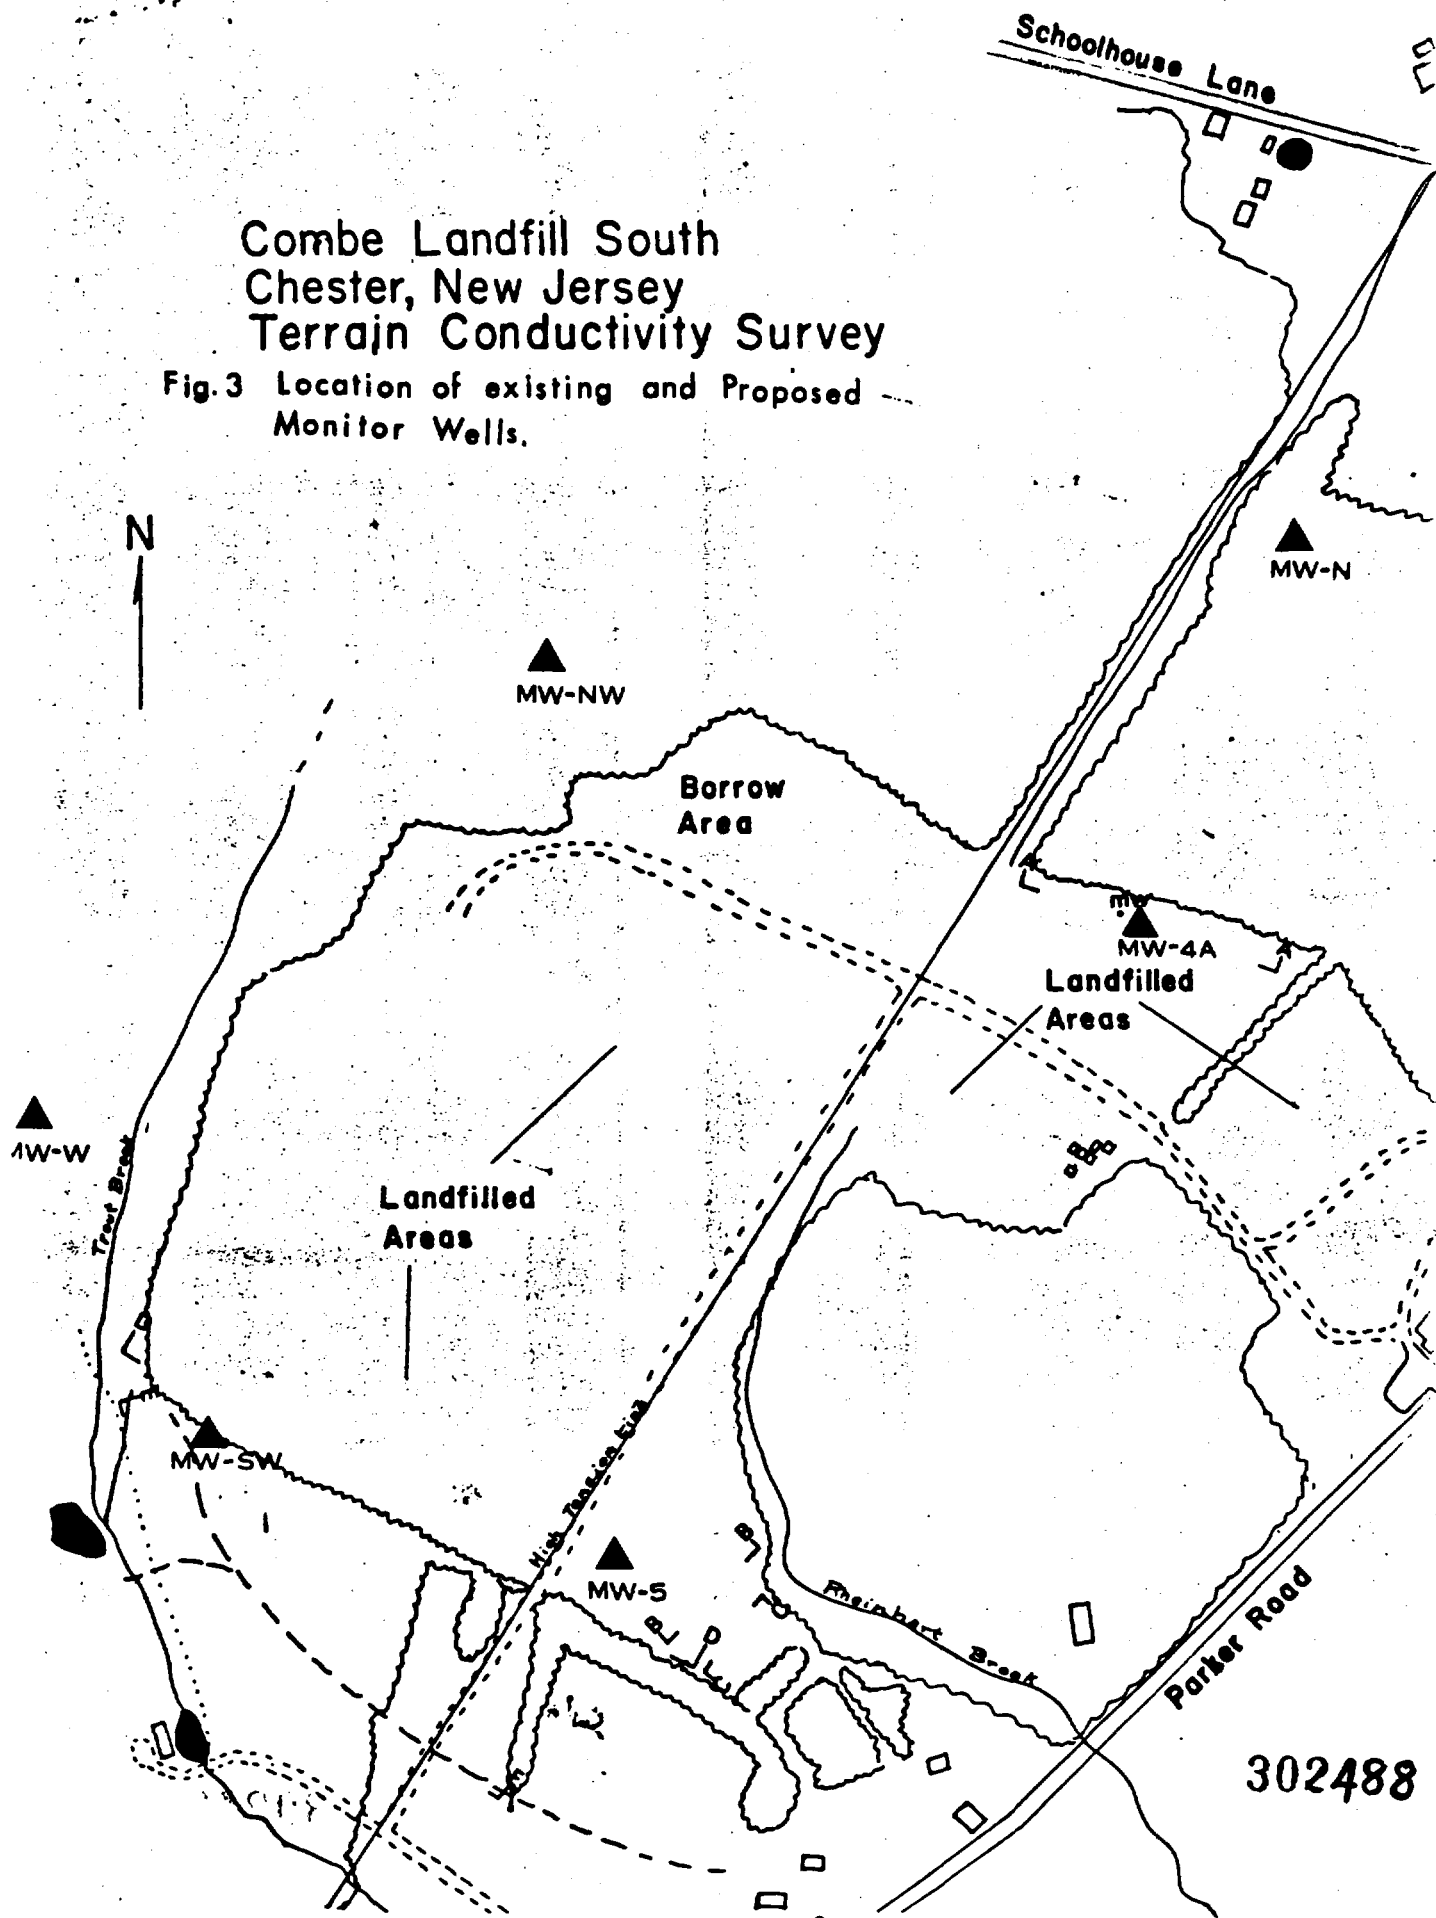 Schoolhouse Lane
Combe Landfill South
Chester, New Jersey
Terrain Conductivity Survey
Fig. 3 Location of existing and Proposed
Monitor Wells.
N
MW-N
MW-NW
Borrow
Area
A
mw
MW-4A
A
Landfilled
Areas
MW-W
Trout Brook
Landfilled
Areas
D
MW-SW
High Tension Line
B
MW-5
B
D
C
C
Rheinhart Brook
Parker Road
E
302488